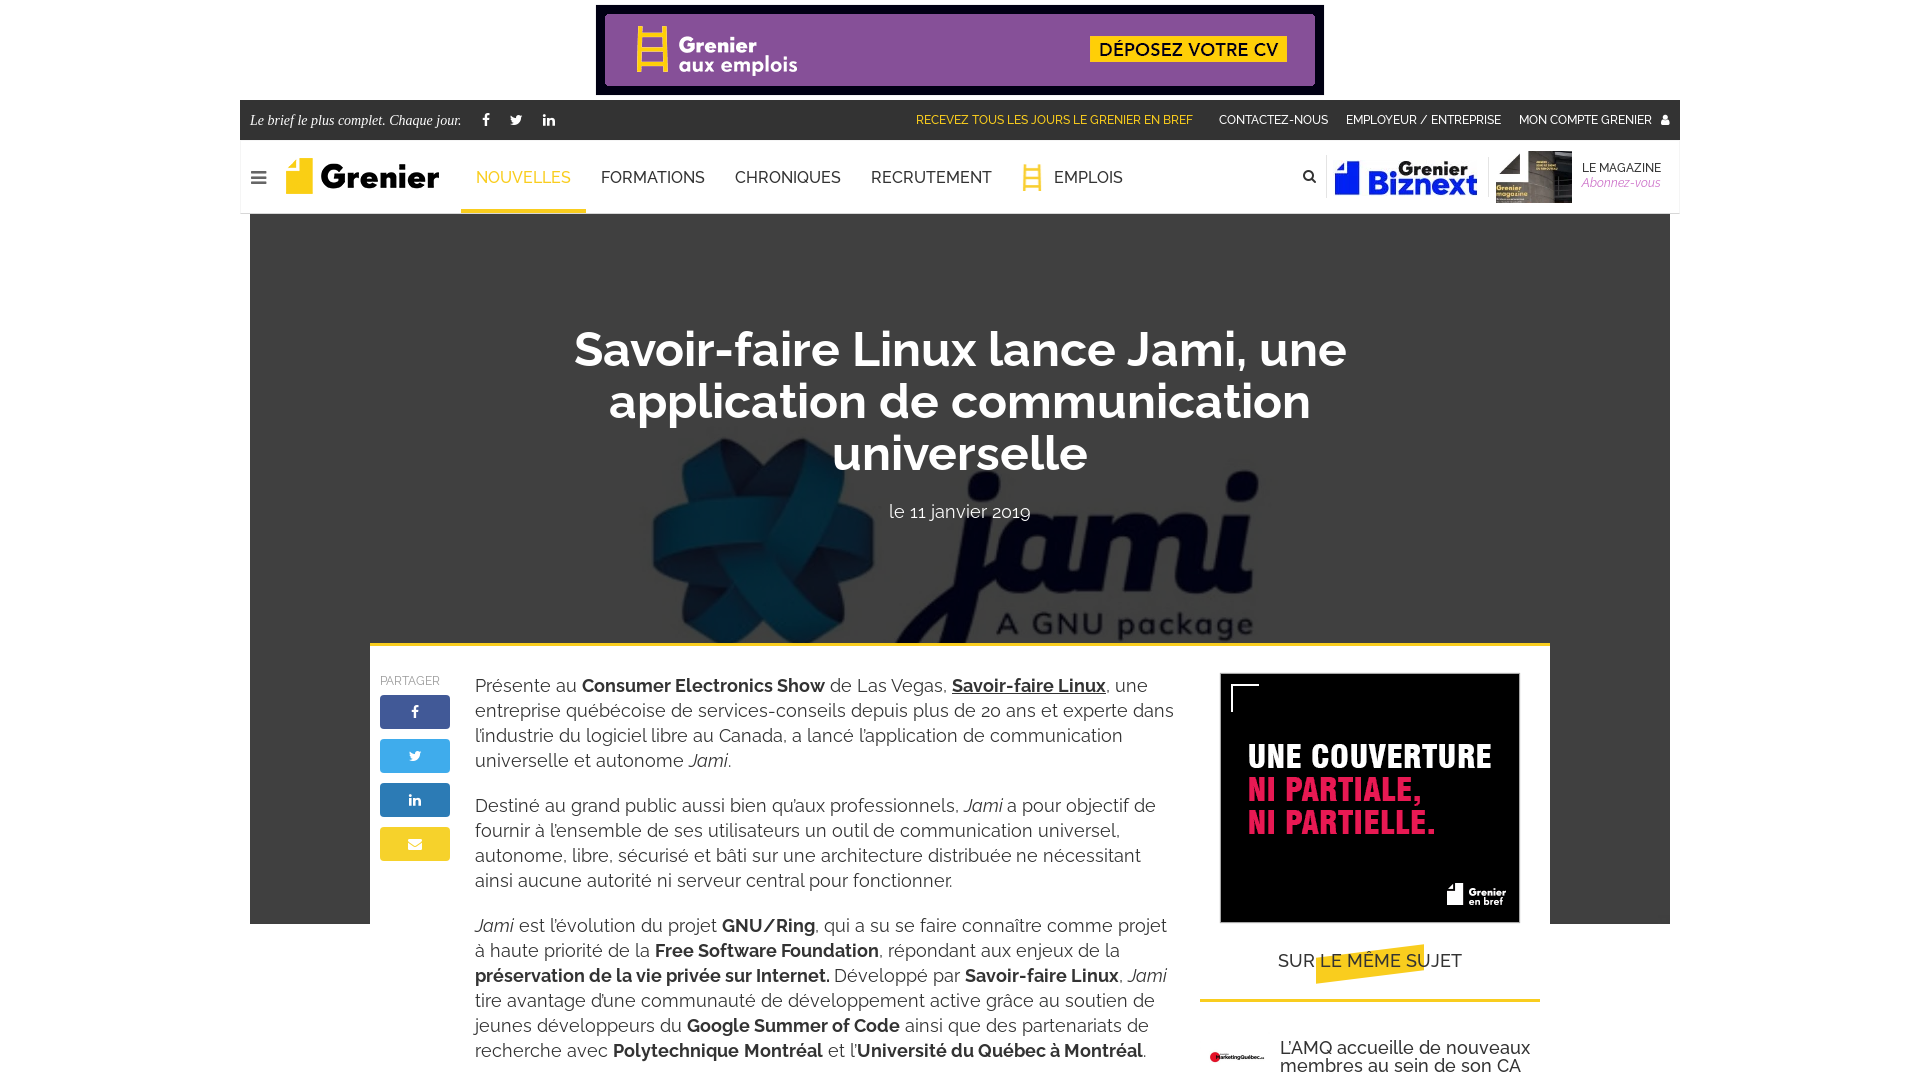 Grenier
aux emplois
DÉPOSEZ VOTRE CV
Le brief le plus complet. Chaque jour.
RECEVEZ TOUS LES JOURS LE GRENIER EN BREF
CONTACTEZ-NOUS
EMPLOYEUR / ENTREPRISE
MON COMPTE GRENIER
Grenier
NOUVELLES
FORMATIONS
CHRONIQUES
RECRUTEMENT
EMPLOIS
Grenier
Biznext
Grenier
magazine
LE MAGAZINE
Abonnez-vous
Savoir-faire Linux lance Jami, une
application de communication
universelle
le 11 janvier 2019
jami
A GNU package
PARTAGER
Présente au Consumer Electronics Show de Las Vegas, Savoir-faire Linux, une
entreprise québécoise de services-conseils depuis plus de 20 ans et experte dans
l’industrie du logiciel libre au Canada, a lancé l’application de communication
universelle et autonome Jami.
Destiné au grand public aussi bien qu’aux professionnels, Jami a pour objectif de
fournir à l’ensemble de ses utilisateurs un outil de communication universel,
autonome, libre, sécurisé et bâti sur une architecture distribuée ne nécessitant
ainsi aucune autorité ni serveur central pour fonctionner.
Jami est l’évolution du projet GNU/Ring, qui a su se faire connaître comme projet
à haute priorité de la Free Software Foundation, répondant aux enjeux de la
préservation de la vie privée sur Internet. Développé par Savoir-faire Linux, Jami
tire avantage d’une communauté de développement active grâce au soutien de
jeunes développeurs du Google Summer of Code ainsi que des partenariats de
recherche avec Polytechnique Montréal et l’Université du Québec à Montréal.
UNE COUVERTURE
NI PARTIALE,
NI PARTIELLE.
Grenier
en bref
SUR LE MÊME SUJET
L’AMQ accueille de nouveaux
membres au sein de son CA